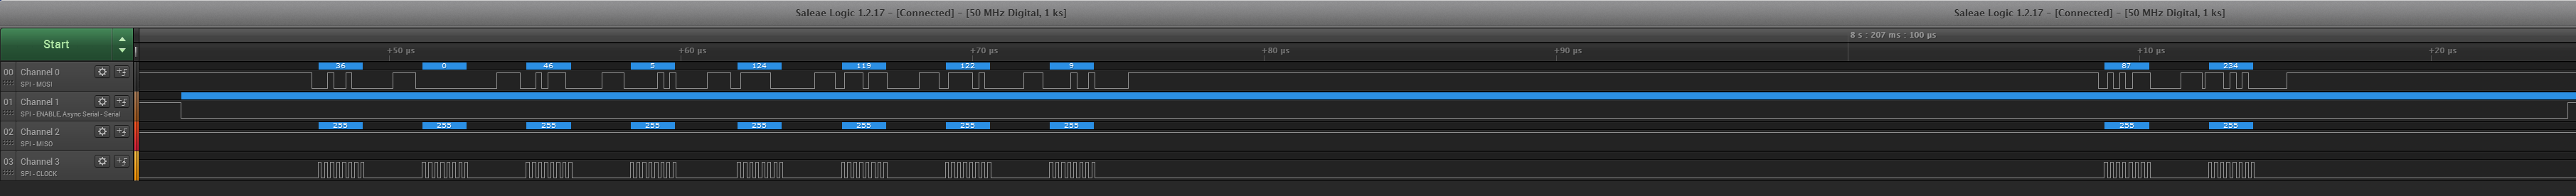 Saleae Logic 1.2.17 - [Connected] - [50 MHz Digital, 1 ks] Saleae Logic 1.2.17 - [Connected] - [50 MHz Digital, 1 ks]
Start
8 s : 207 ms : 100 µs
+50 µs +60 µs +70 µs +80 µs +90 µs +10 µs +20 µs
00 Channel 0 36 0 46 5 124 119 122 9 87 234
SPI - MOSI
01 Channel 1
SPI - ENABLE, Async Serial - Serial
02 Channel 2 255 255 255 255 255 255 255 255 255 255
SPI - MISO
03 Channel 3
SPI - CLOCK